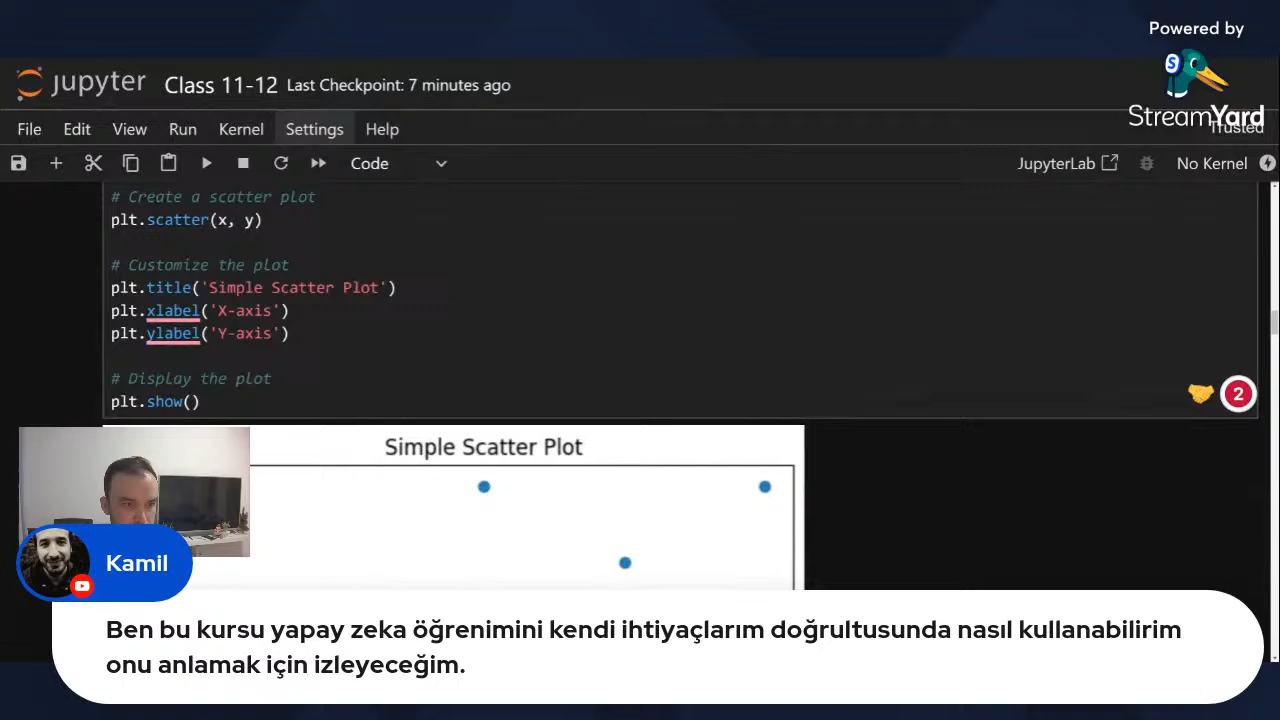 Powered by
StreamYard
Trusted
jupyter Class 11-12 Last Checkpoint: 7 minutes ago
File Edit View Run Kernel Settings Help
Code JupyterLab No Kernel
# Create a scatter plot
plt.scatter(x, y)
# Customize the plot
plt.title('Simple Scatter Plot')
plt.xlabel('X-axis')
plt.ylabel('Y-axis')
# Display the plot
plt.show()
2
Simple Scatter Plot
Kamil
Ben bu kursu yapay zeka öğrenimini kendi ihtiyaçlarım doğrultusunda nasıl kullanabilirim
onu anlamak için izleyeceğim.